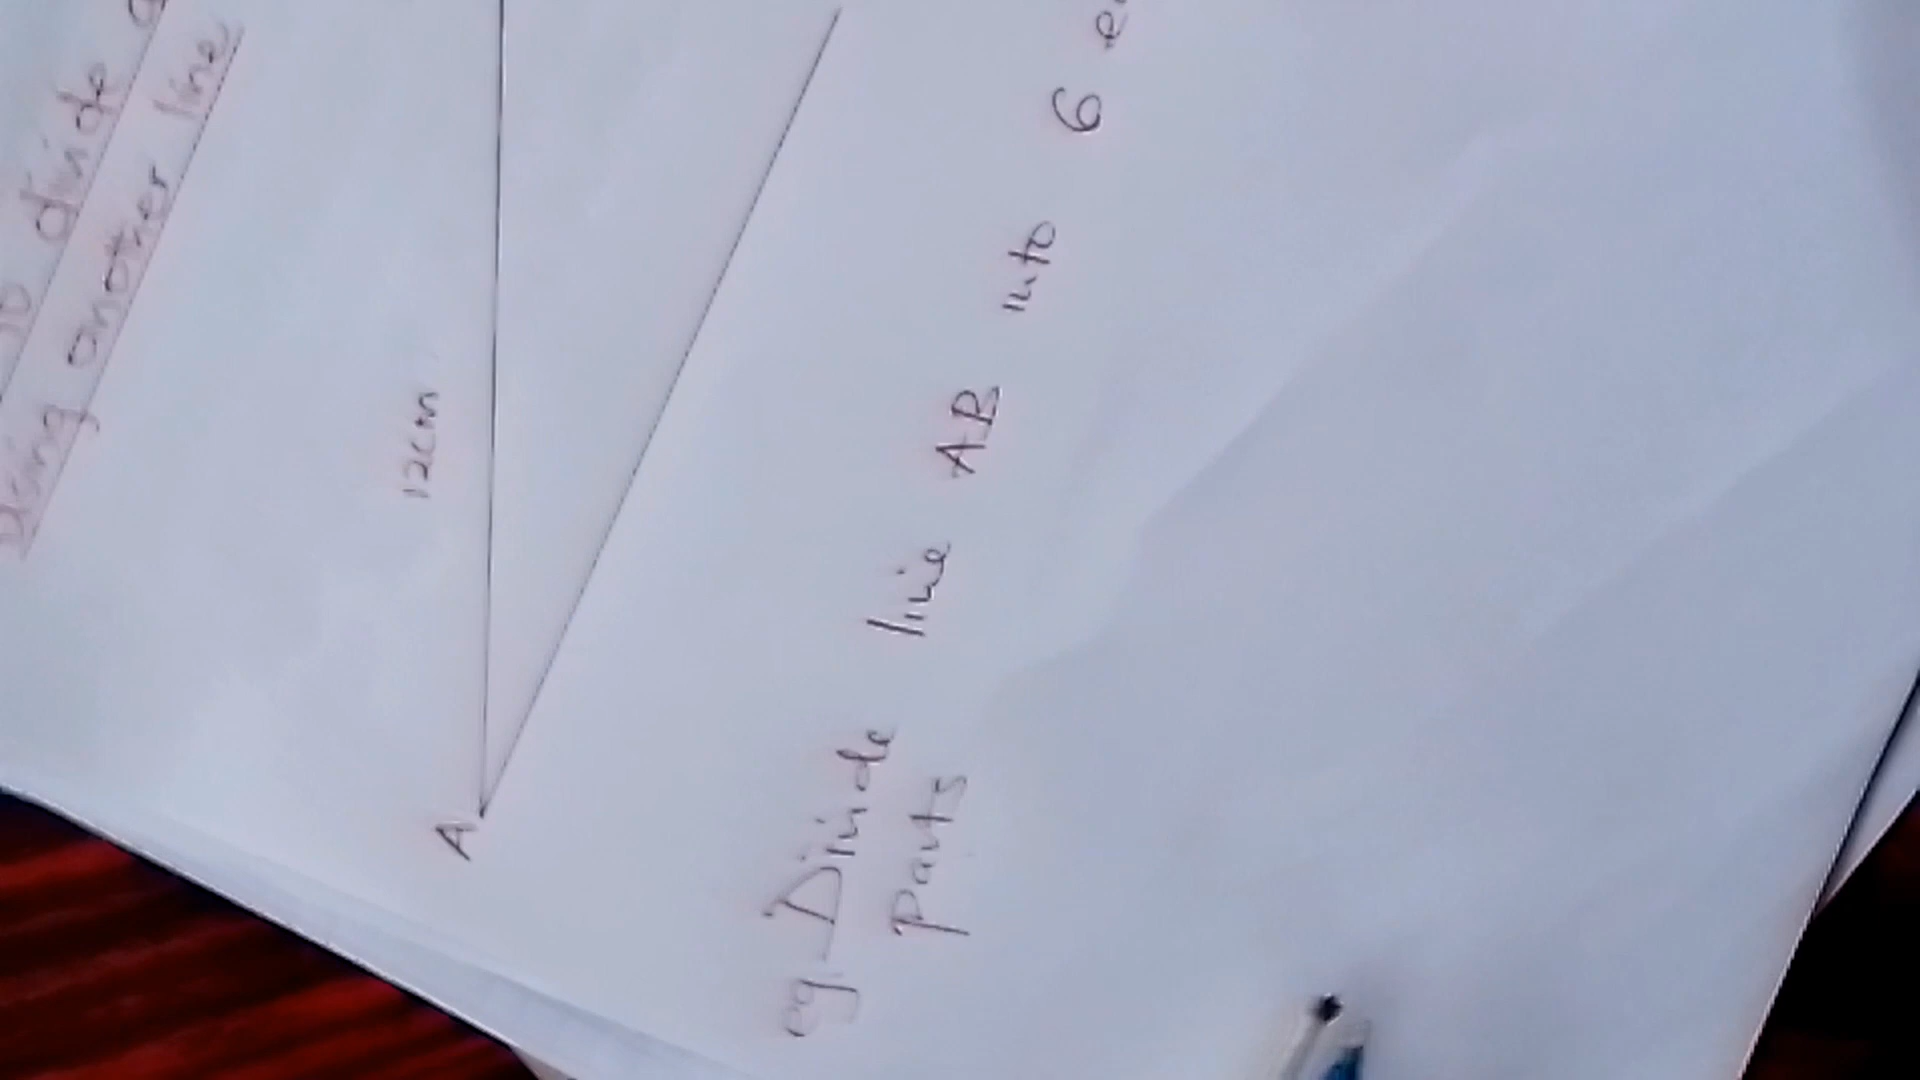 to divide a
Using another line
12cm
A
eg. Divide line AB into 6
parts